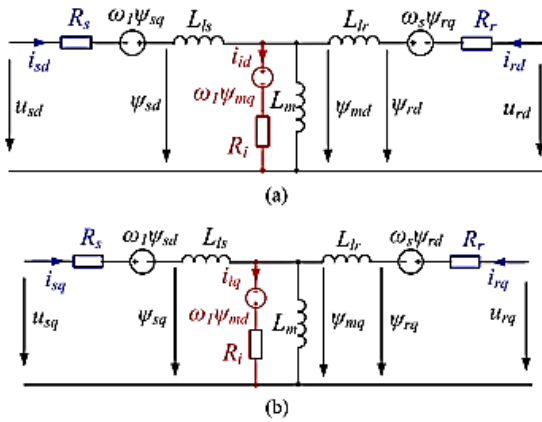 R_s ω_1ψ_sq L_ls L_lr ω_sψ_rq R_r
i_sd i_id i_rd
u_sd ψ_sd ω_1ψ_mq L_m ψ_md ψ_rd u_rd
R_i
(a)
R_s ω_1ψ_sd L_ls L_lr ω_sψ_rd R_r
i_sq i_iq i_rq
u_sq ψ_sq ω_1ψ_md L_m ψ_mq ψ_rq u_rq
R_i
(b)